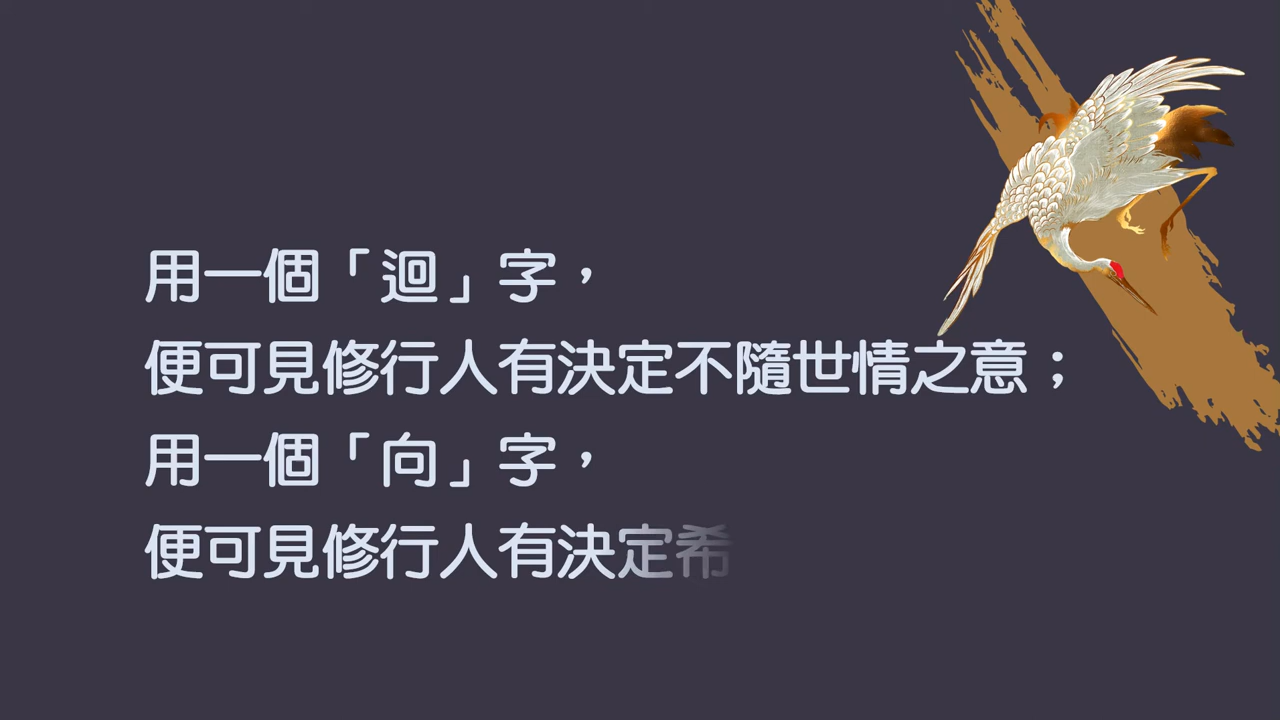 用一個「迴」字，
便可見修行人有決定不隨世情之意；
用一個「向」字，
便可見修行人有決定希